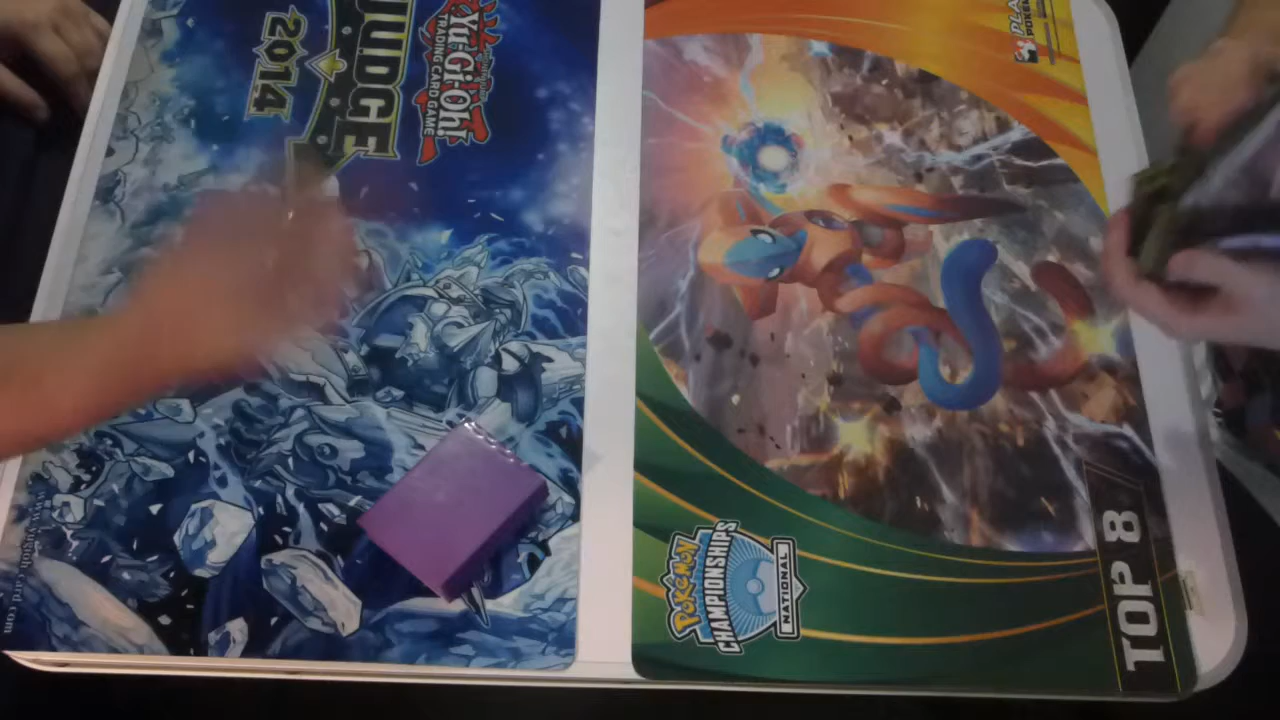 JUDGE
2014
Yu-Gi-Oh!
TRADING CARD GAME
POKÉMON
CHAMPIONSHIPS
NATIONAL
TOP 8